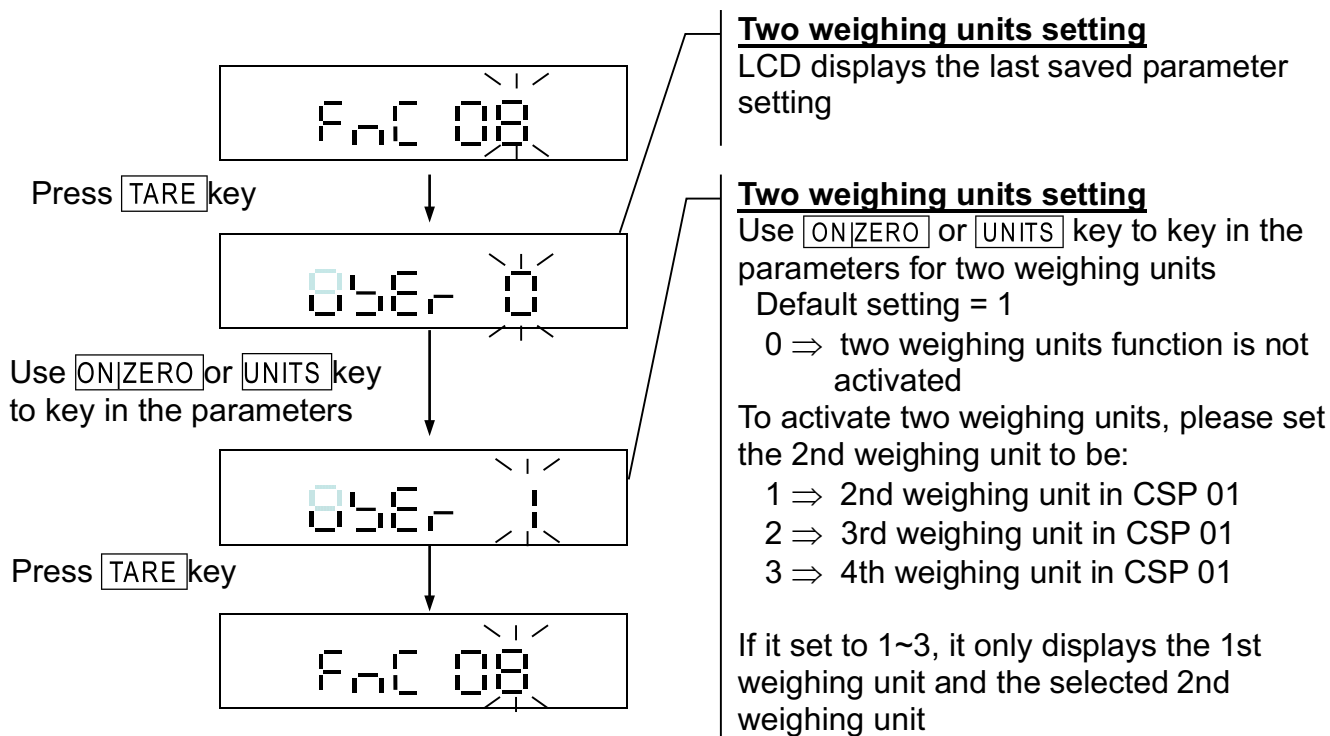 FnC 08
Press TARE key
USEr 0
Use ON|ZERO or UNITS key
to key in the parameters
USEr 1
Press TARE key
FnC 08
Two weighing units setting
LCD displays the last saved parameter
setting
Two weighing units setting
Use ON|ZERO or UNITS key to key in the
parameters for two weighing units
Default setting = 1
0 ⇒ two weighing units function is not
activated
To activate two weighing units, please set
the 2nd weighing unit to be:
1 ⇒ 2nd weighing unit in CSP 01
2 ⇒ 3rd weighing unit in CSP 01
3 ⇒ 4th weighing unit in CSP 01
If it set to 1~3, it only displays the 1st
weighing unit and the selected 2nd
weighing unit